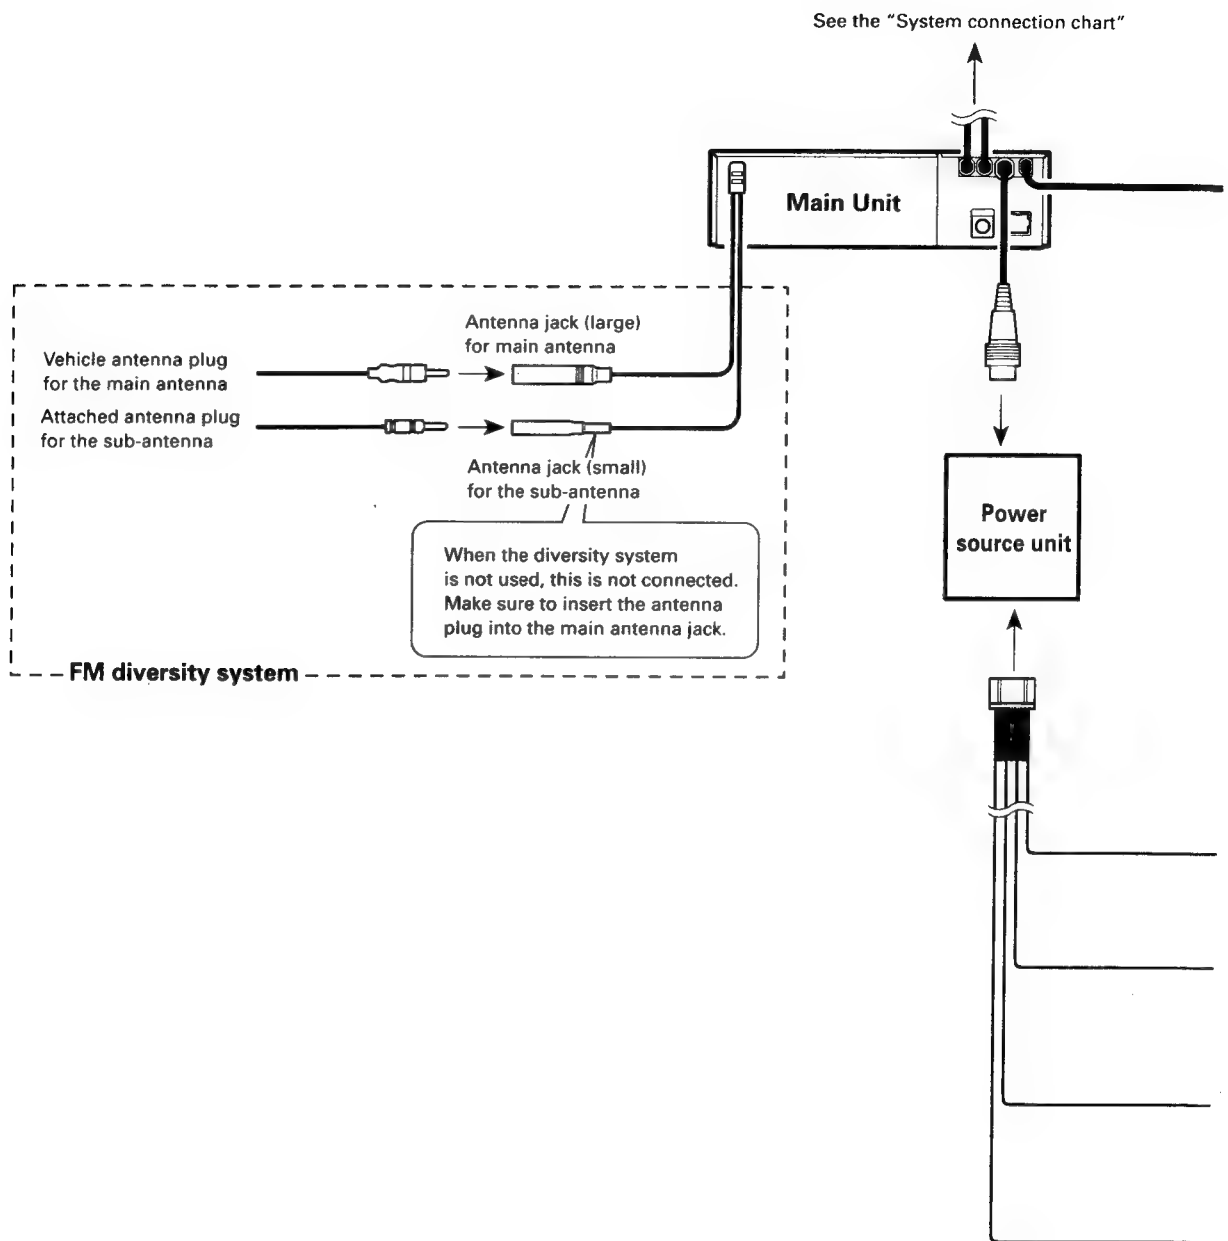 See the “System connection chart”
Main Unit
Antenna jack (large)
for main antenna
Vehicle antenna plug
for the main antenna
Attached antenna plug
for the sub-antenna
Antenna jack (small)
for the sub-antenna
When the diversity system
is not used, this is not connected.
Make sure to insert the antenna
plug into the main antenna jack.
FM diversity system
Power
source unit